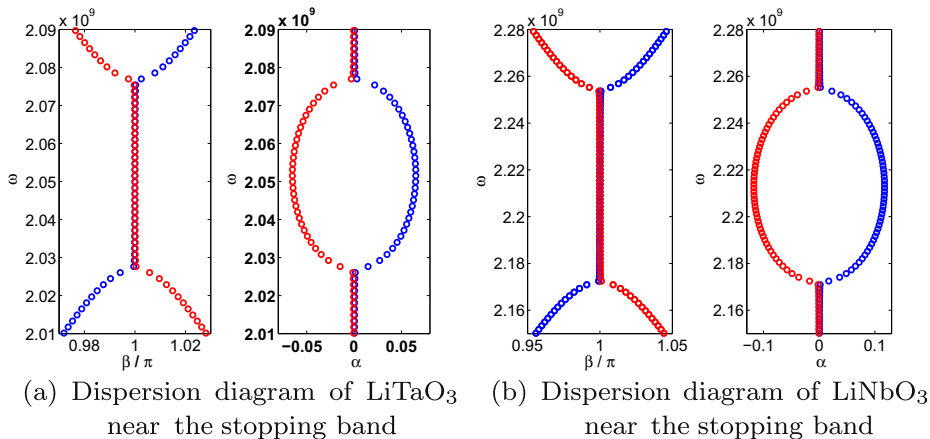 x 10⁹
2.09
2.08
2.07
2.06
2.05
2.04
2.03
2.02
2.01
ω
0.98 1 1.02
β / π
x 10⁹
2.09
2.08
2.07
2.06
2.05
2.04
2.03
2.02
2.01
ω
−0.05 0 0.05
α
x 10⁹
2.28
2.26
2.24
2.22
2.2
2.18
2.16
ω
0.95 1 1.05
β / π
x 10⁹
2.28
2.26
2.24
2.22
2.2
2.18
2.16
ω
−0.1 0 0.1
α
(a) Dispersion diagram of LiTaO₃
near the stopping band
(b) Dispersion diagram of LiNbO₃
near the stopping band